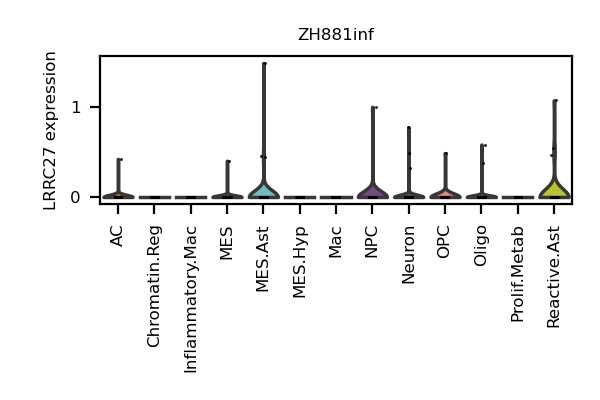 ZH881inf
LRRC27 expression
1
0
AC
Chromatin.Reg
Inflammatory.Mac
MES
MES.Ast
MES.Hyp
Mac
NPC
Neuron
OPC
Oligo
Prolif.Metab
Reactive.Ast